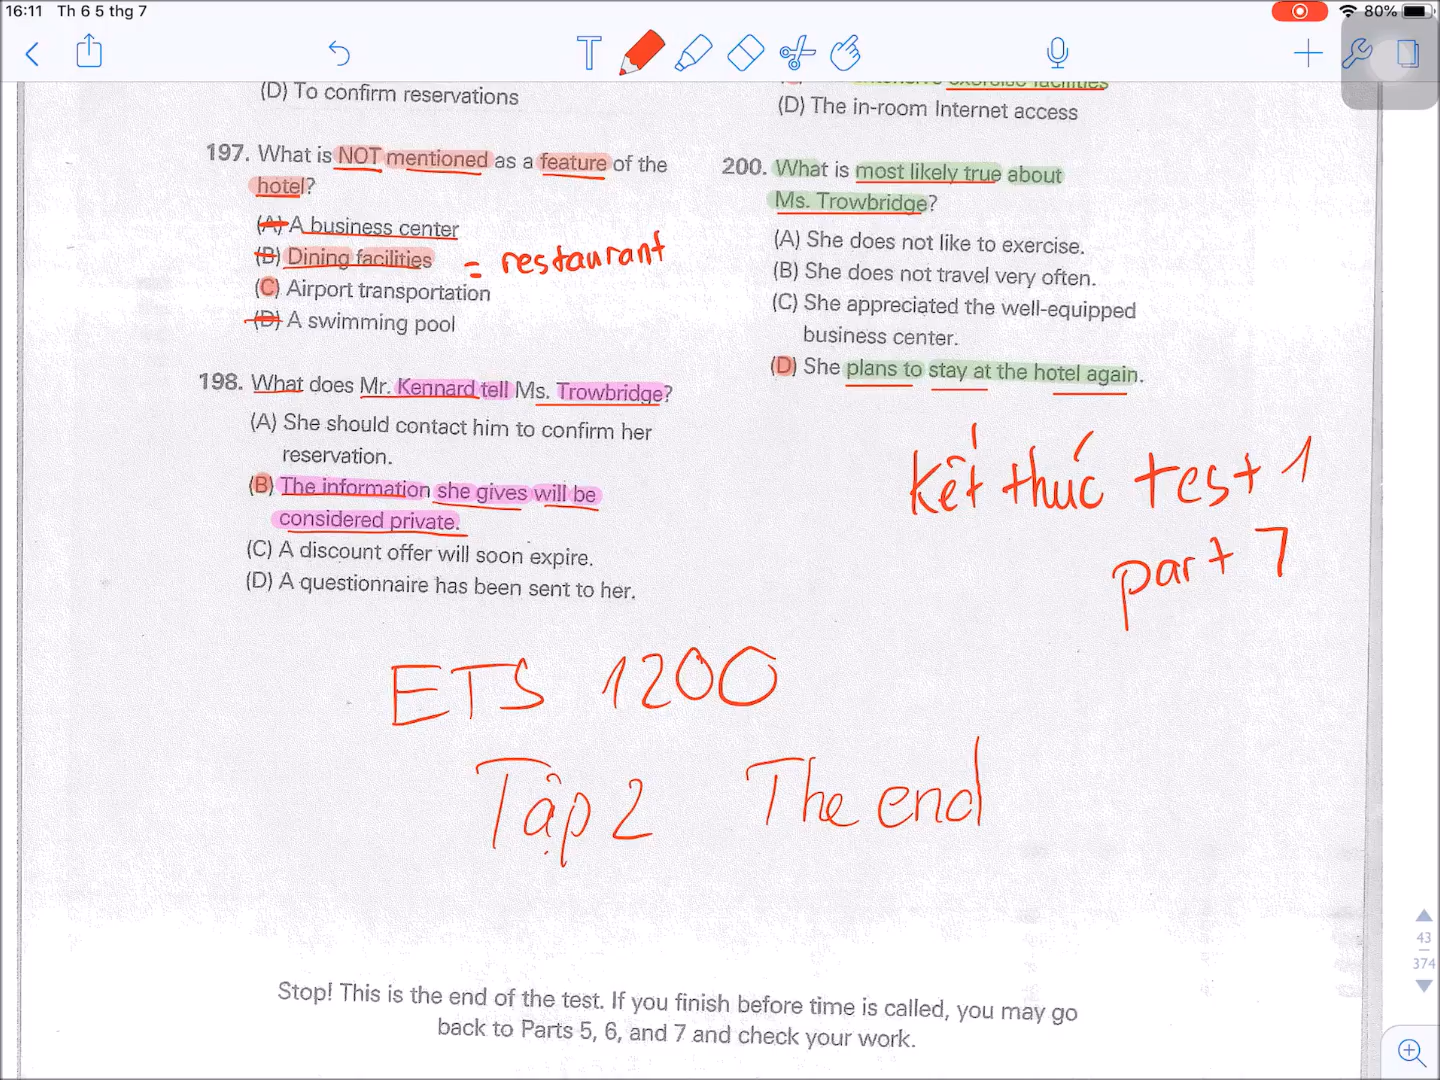 16:11 Th 6 5 thg 7
80%
(D) To confirm reservations
197. What is NOT mentioned as a feature of the
hotel?
(A) A business center
(B) Dining facilities = restaurant
(C) Airport transportation
(D) A swimming pool
198. What does Mr. Kennard tell Ms. Trowbridge?
(A) She should contact him to confirm her
reservation.
(B) The information she gives will be
considered private.
(C) A discount offer will soon expire.
(D) A questionnaire has been sent to her.
exercise facilities
(D) The in-room Internet access
200. What is most likely true about
Ms. Trowbridge?
(A) She does not like to exercise.
(B) She does not travel very often.
(C) She appreciated the well-equipped
business center.
(D) She plans to stay at the hotel again.
kết thúc test 1
part 7
ETS 1200
Tập 2 The end
43
374
Stop! This is the end of the test. If you finish before time is called, you may go
back to Parts 5, 6, and 7 and check your work.